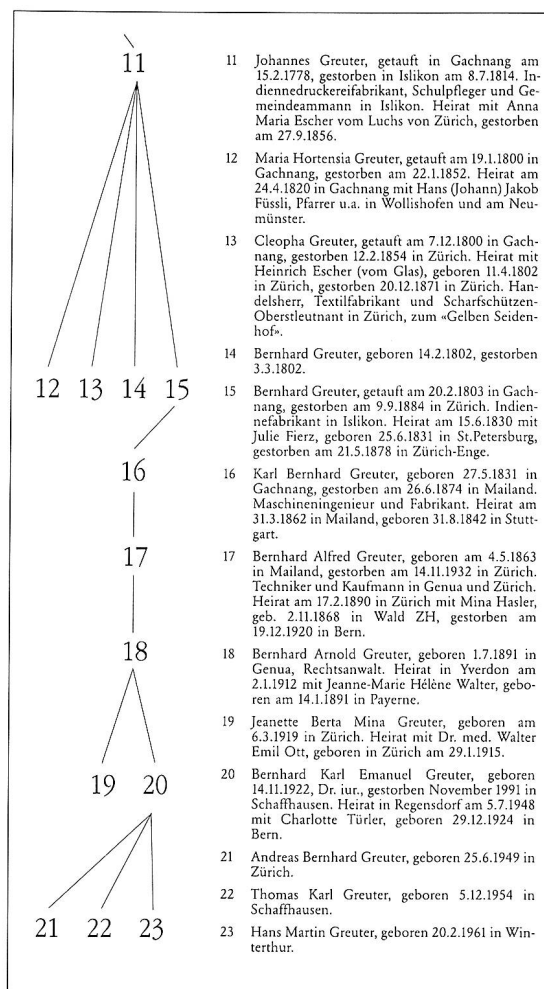 11
11 Johannes Greuter, getauft in Gachnang am
15.2.1778, gestorben in Islikon am 8.7.1814. In-
diennedruckereifabrikant, Schulpfleger und Ge-
meindeammann in Islikon. Heirat mit Anna
Maria Escher vom Luchs von Zürich, gestorben
am 27.9.1856.
12 Maria Hortensia Greuter, getauft am 19.1.1800 in
Gachnang, gestorben am 22.1.1852. Heirat am
24.4.1820 in Gachnang mit Hans (Johann) Jakob
Füssli, Pfarrer u.a. in Wollishofen und am Neu-
münster.
13 Cleopha Greuter, getauft am 7.12.1800 in Gach-
nang, gestorben 12.2.1854 in Zürich. Heirat mit
Heinrich Escher (vom Glas), geboren 11.4.1802
in Zürich, gestorben 20.12.1871 in Zürich. Han-
delsherr, Textilfabrikant und Scharfschützen-
Oberstleutnant in Zürich, zum «Gelben Seiden-
hof».
14 Bernhard Greuter, geboren 14.2.1802, gestorben
3.3.1802.
12 13 14 15
15 Bernhard Greuter, getauft am 20.2.1803 in Gach-
nang, gestorben am 9.9.1884 in Zürich. Indien-
nefabrikant in Islikon. Heirat am 15.6.1830 mit
Julie Fierz, geboren 25.6.1831 in St.Petersburg,
gestorben am 21.5.1878 in Zürich-Enge.
16
16 Karl Bernhard Greuter, geboren 27.5.1831 in
Gachnang, gestorben am 26.6.1874 in Mailand.
Maschineningenieur und Fabrikant. Heirat am
31.3.1862 in Mailand, geboren 31.8.1842 in Stutt-
gart.
17
17 Bernhard Alfred Greuter, geboren am 4.5.1863
in Mailand, gestorben am 14.11.1932 in Zürich.
Techniker und Kaufmann in Genua und Zürich.
Heirat am 17.2.1890 in Zürich mit Mina Hasler,
geb. 2.11.1868 in Wald ZH, gestorben am
19.12.1920 in Bern.
18
18 Bernhard Arnold Greuter, geboren 1.7.1891 in
Genua, Rechtsanwalt. Heirat in Yverdon am
2.1.1912 mit Jeanne-Marie Hélène Walter, gebo-
ren am 14.1.1891 in Payerne.
19 Jeanette Berta Mina Greuter, geboren am
6.3.1919 in Zürich. Heirat mit Dr. med. Walter
Emil Ott, geboren in Zürich am 29.1.1915.
19 20
20 Bernhard Karl Emanuel Greuter, geboren
14.11.1922, Dr. iur., gestorben November 1991 in
Schaffhausen. Heirat in Regensdorf am 5.7.1948
mit Charlotte Türler, geboren 29.12.1924 in
Bern.
21 Andreas Bernhard Greuter, geboren 25.6.1949 in
Zürich.
22 Thomas Karl Greuter, geboren 5.12.1954 in
Schaffhausen.
21 22 23
23 Hans Martin Greuter, geboren 20.2.1961 in Win-
terthur.